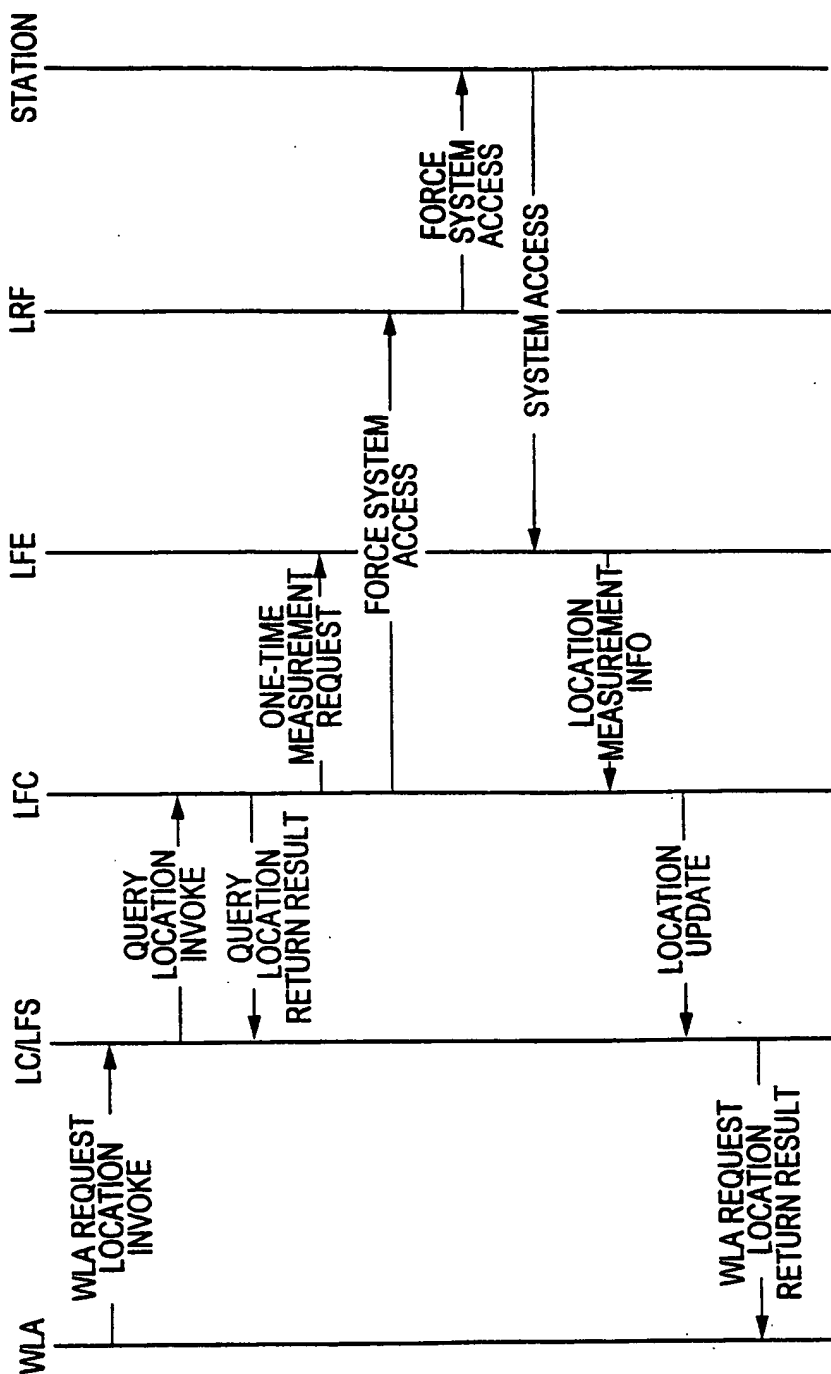 WLA
LC/LFS
LFC
LFE
LRF
STATION
WLA REQUEST
LOCATION
INVOKE
QUERY
LOCATION
INVOKE
QUERY
LOCATION
RETURN RESULT
ONE-TIME
MEASUREMENT
REQUEST
FORCE SYSTEM
ACCESS
FORCE
SYSTEM
ACCESS
SYSTEM ACCESS
LOCATION
MEASUREMENT
INFO
LOCATION
UPDATE
WLA REQUEST
LOCATION
RETURN RESULT